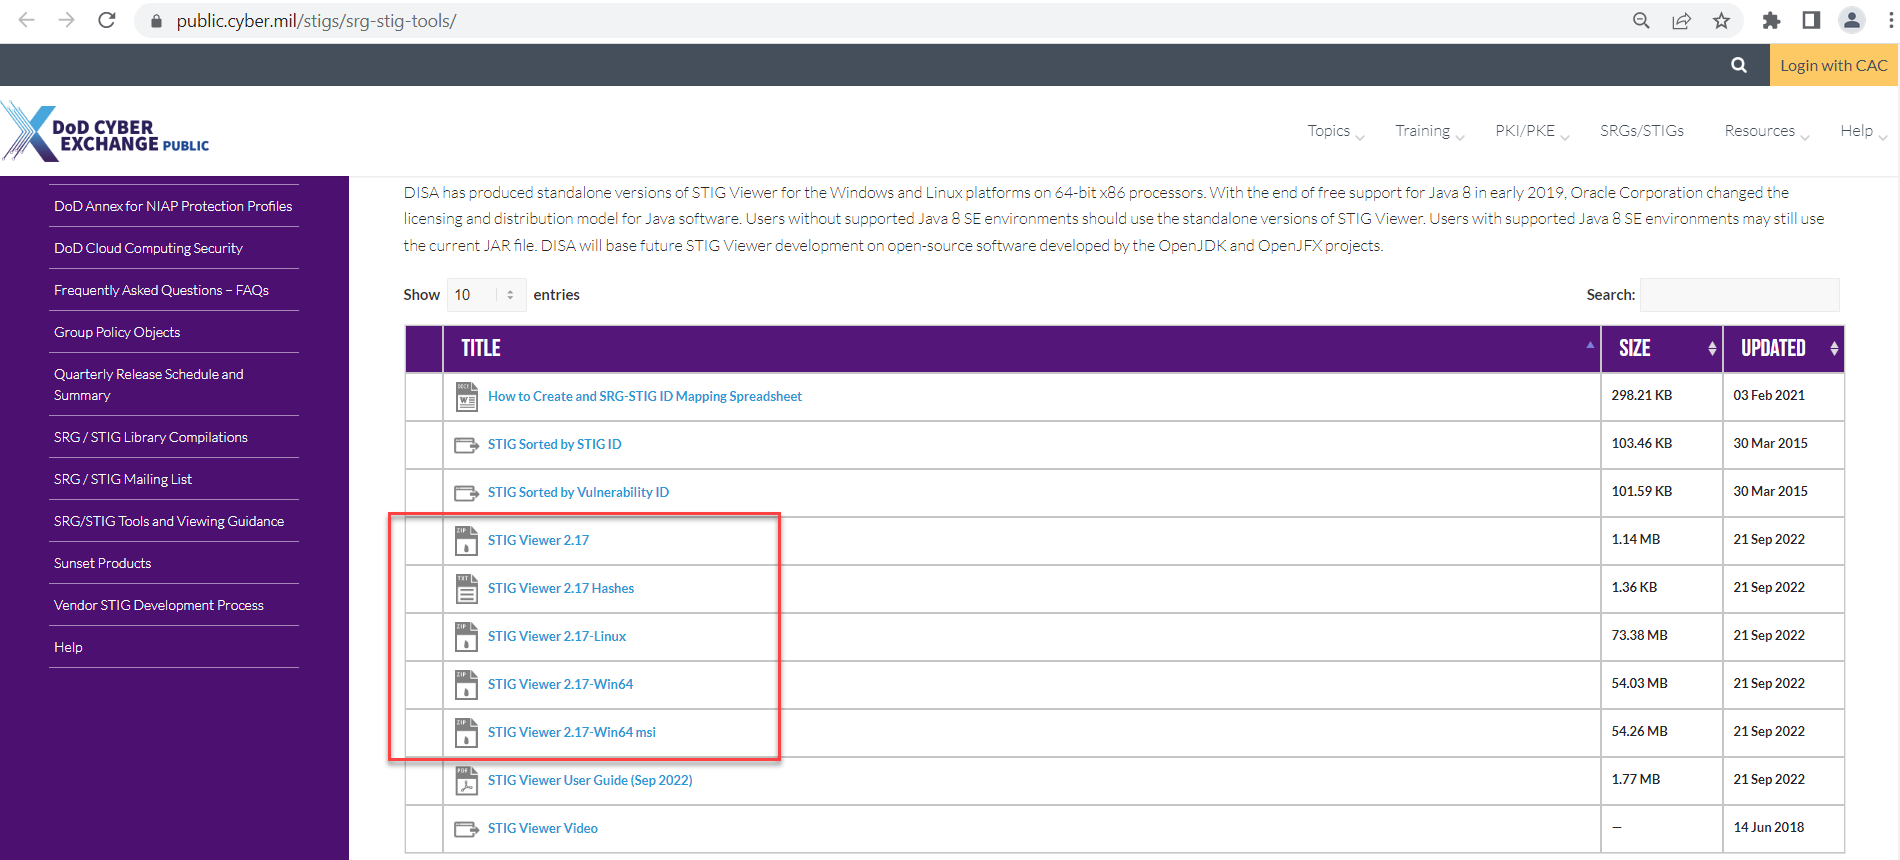 public.cyber.mil/stigs/srg-stig-tools/
Login with CAC
DoD CYBER
EXCHANGE PUBLIC
Topics
Training
PKI/PKE
SRGs/STIGs
Resources
Help
DoD Annex for NIAP Protection Profiles
DoD Cloud Computing Security
Frequently Asked Questions – FAQs
Group Policy Objects
Quarterly Release Schedule and
Summary
SRG / STIG Library Compilations
SRG / STIG Mailing List
SRG/STIG Tools and Viewing Guidance
Sunset Products
Vendor STIG Development Process
Help
DISA has produced standalone versions of STIG Viewer for the Windows and Linux platforms on 64-bit x86 processors. With the end of free support for Java 8 in early 2019, Oracle Corporation changed the
licensing and distribution model for Java software. Users without supported Java 8 SE environments should use the standalone versions of STIG Viewer. Users with supported Java 8 SE environments may still use
the current JAR file. DISA will base future STIG Viewer development on open-source software developed by the OpenJDK and OpenJFX projects.
Show 10 entries
Search:
TITLE SIZE UPDATED
DOCX How to Create and SRG-STIG ID Mapping Spreadsheet 298.21 KB 03 Feb 2021
STIG Sorted by STIG ID 103.46 KB 30 Mar 2015
STIG Sorted by Vulnerability ID 101.59 KB 30 Mar 2015
ZIP STIG Viewer 2.17 1.14 MB 21 Sep 2022
TXT STIG Viewer 2.17 Hashes 1.36 KB 21 Sep 2022
ZIP STIG Viewer 2.17-Linux 73.38 MB 21 Sep 2022
ZIP STIG Viewer 2.17-Win64 54.03 MB 21 Sep 2022
ZIP STIG Viewer 2.17-Win64 msi 54.26 MB 21 Sep 2022
PDF STIG Viewer User Guide (Sep 2022) 1.77 MB 21 Sep 2022
STIG Viewer Video — 14 Jun 2018